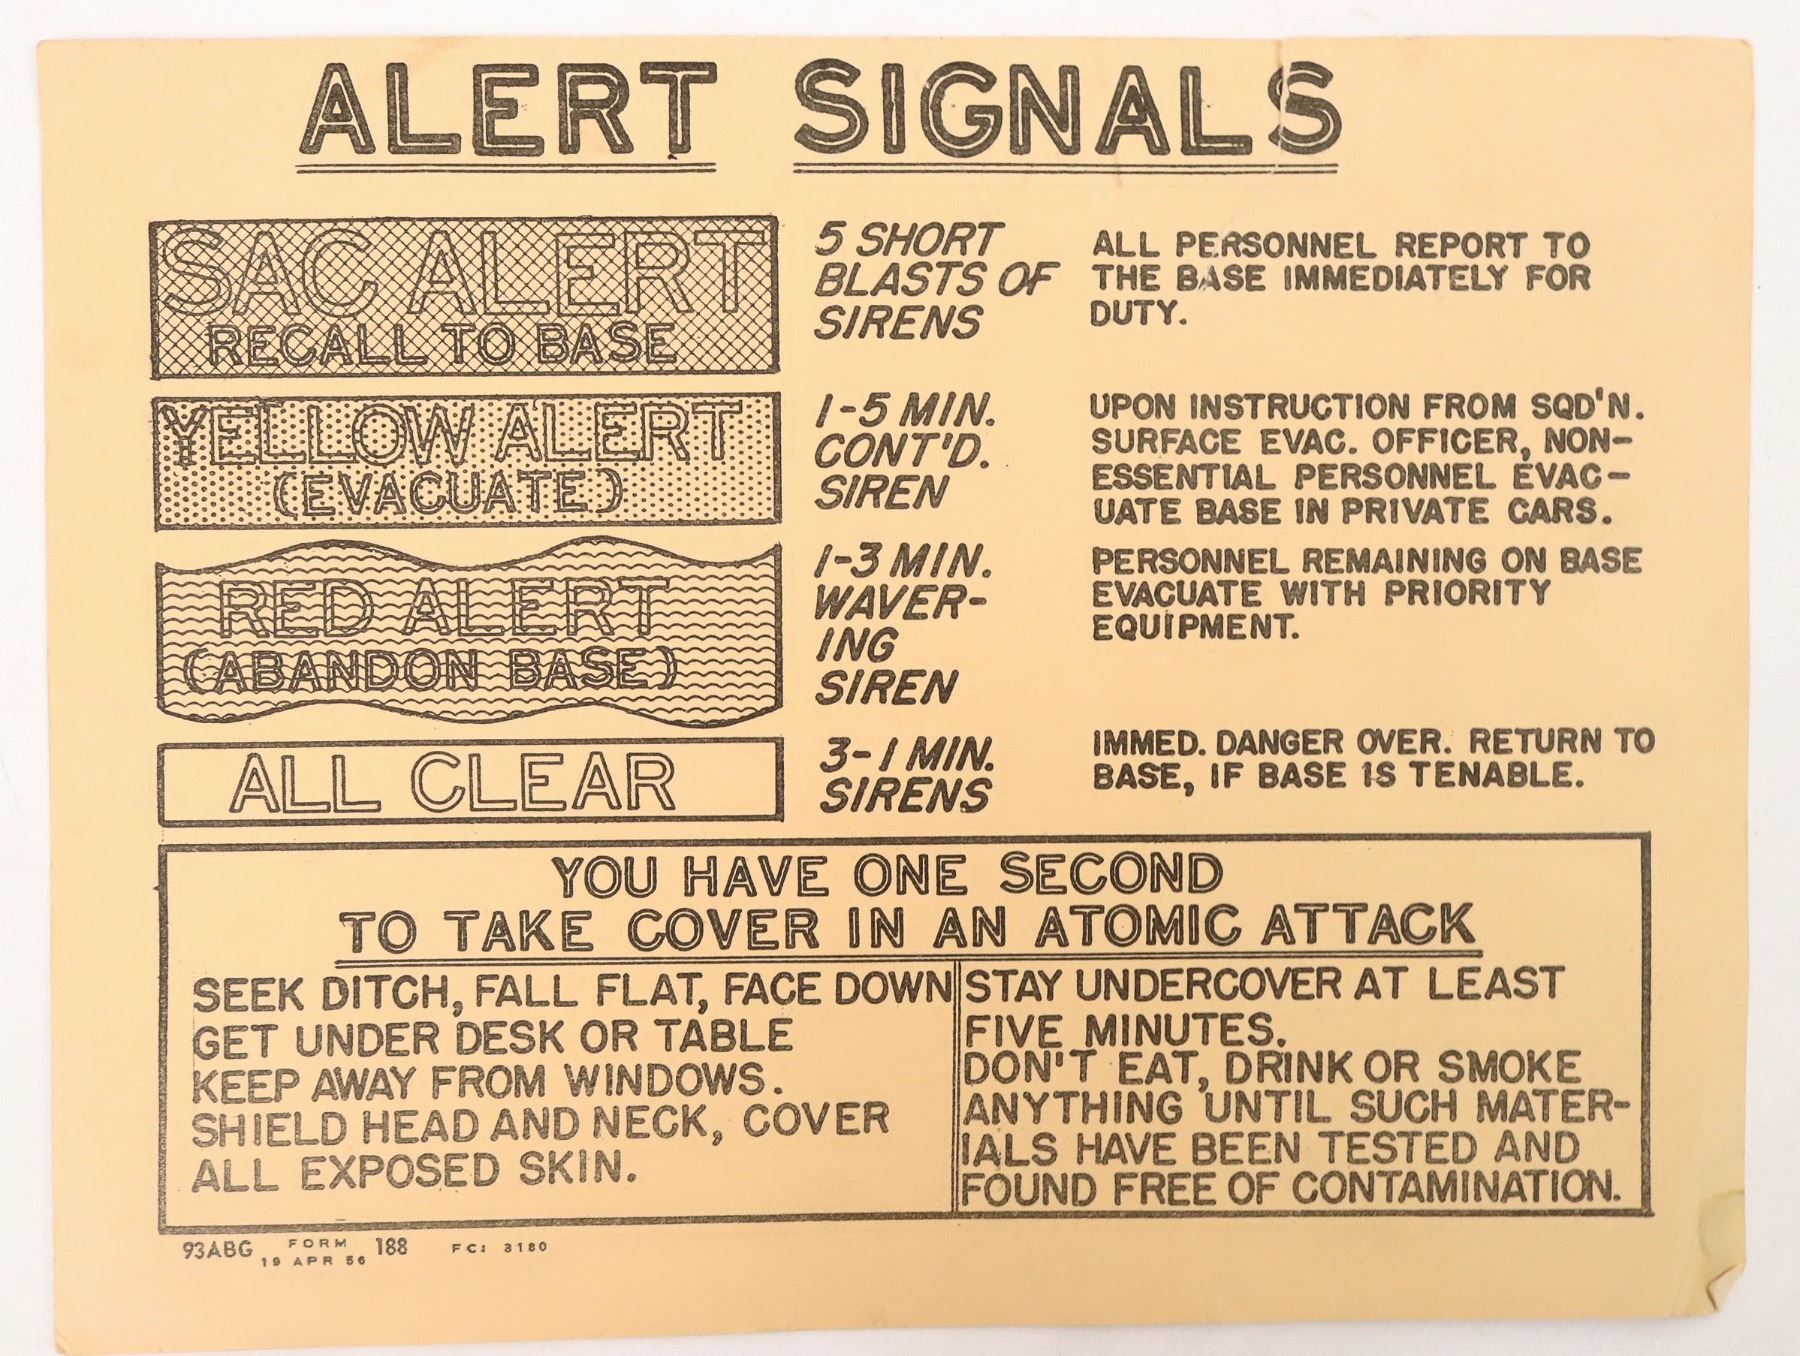 ALERT SIGNALS
SAC ALERT
RECALL TO BASE
5 SHORT
BLASTS OF
SIRENS
ALL PERSONNEL REPORT TO
THE BASE IMMEDIATELY FOR
DUTY.
YELLOW ALERT
(EVACUATE)
1-5 MIN.
CONT'D.
SIREN
UPON INSTRUCTION FROM SQD'N.
SURFACE EVAC. OFFICER, NON-
ESSENTIAL PERSONNEL EVAC-
UATE BASE IN PRIVATE CARS.
RED ALERT
(ABANDON BASE)
1-3 MIN.
WAVER-
ING
SIREN
PERSONNEL REMAINING ON BASE
EVACUATE WITH PRIORITY
EQUIPMENT.
ALL CLEAR
3-1 MIN.
SIRENS
IMMED. DANGER OVER. RETURN TO
BASE, IF BASE IS TENABLE.
YOU HAVE ONE SECOND
TO TAKE COVER IN AN ATOMIC ATTACK
SEEK DITCH, FALL FLAT, FACE DOWN
GET UNDER DESK OR TABLE
KEEP AWAY FROM WINDOWS.
SHIELD HEAD AND NECK, COVER
ALL EXPOSED SKIN.
STAY UNDERCOVER AT LEAST
FIVE MINUTES.
DON'T EAT, DRINK OR SMOKE
ANYTHING UNTIL SUCH MATER-
IALS HAVE BEEN TESTED AND
FOUND FREE OF CONTAMINATION.
93ABG FORM 188 FC: 3180
19 APR 56